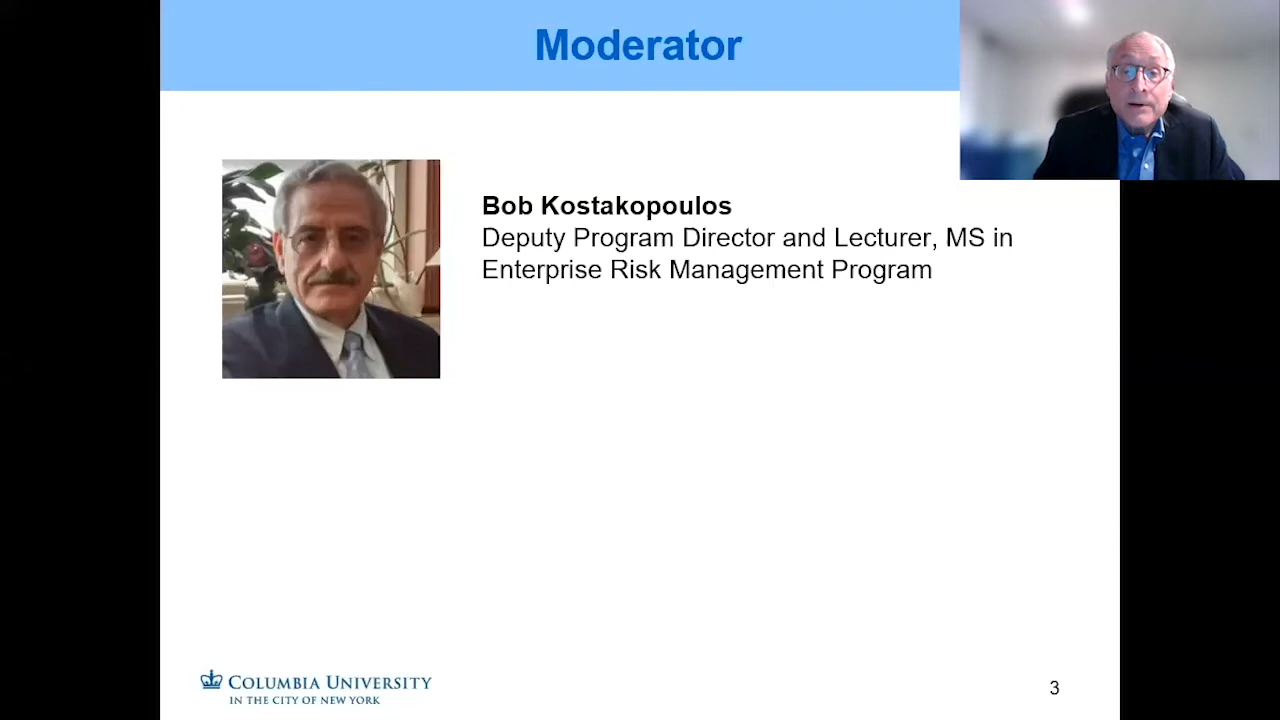 Moderator
Bob Kostakopoulos
Deputy Program Director and Lecturer, MS in
Enterprise Risk Management Program
COLUMBIA UNIVERSITY
IN THE CITY OF NEW YORK
3